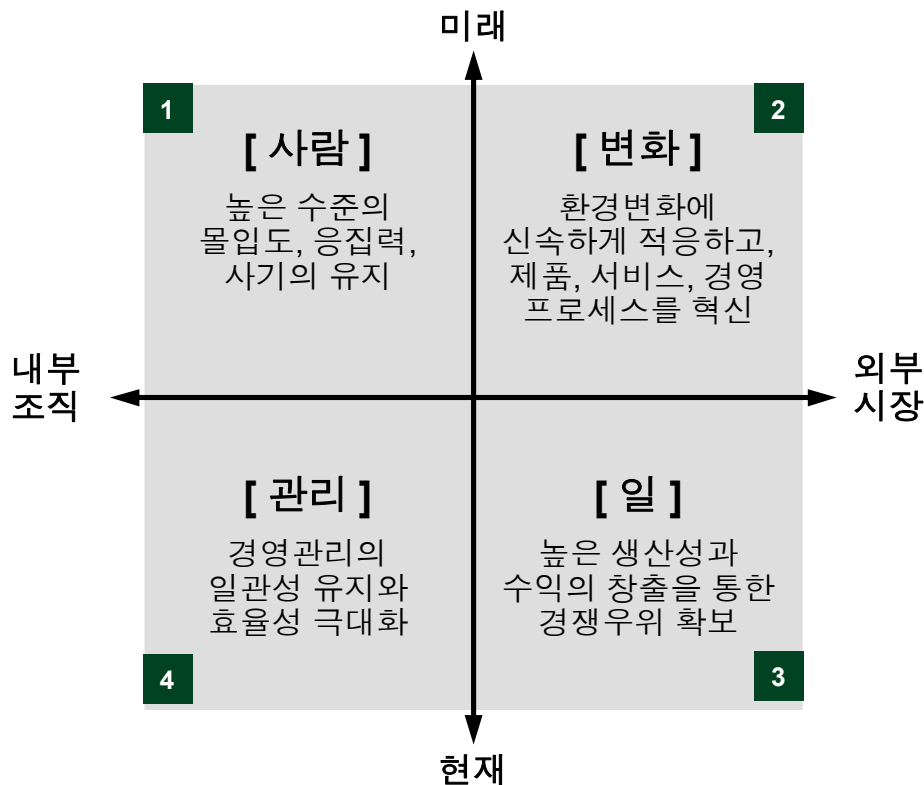 미래
1
[ 사람 ]
높은 수준의
몰입도, 응집력,
사기의 유지
2
[ 변화 ]
환경변화에
신속하게 적응하고,
제품, 서비스, 경영
프로세스를 혁신
내부
조직
외부
시장
[ 관리 ]
경영관리의
일관성 유지와
효율성 극대화
4
[ 일 ]
높은 생산성과
수익의 창출을 통한
경쟁우위 확보
3
현재